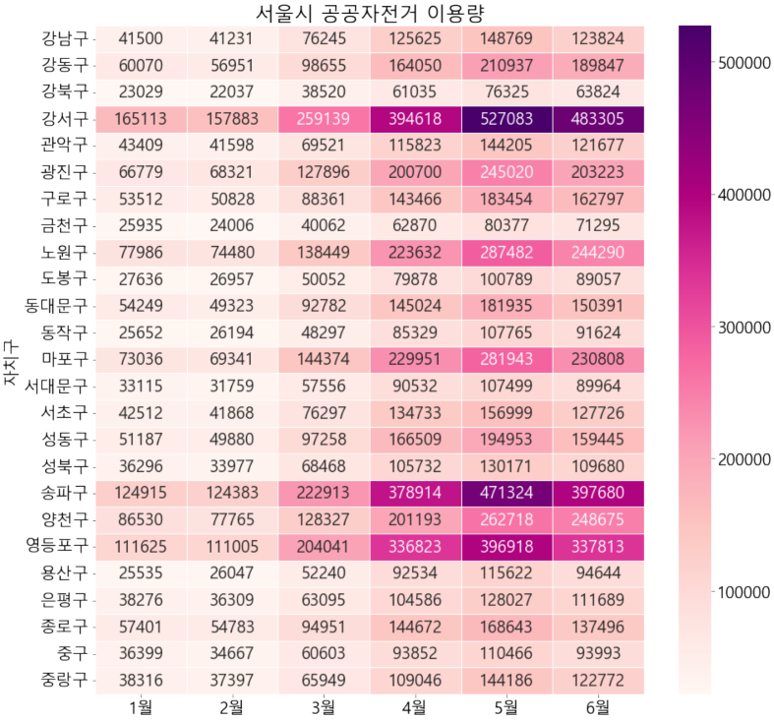 서울시 공공자전거 이용량
강남구 41500 41231 76245 125625 148769 123824
강동구 60070 56951 98655 164050 210937 189847
강북구 23029 22037 38520 61035 76325 63824
강서구 165113 157883 259139 394618 527083 483305
관악구 43409 41598 69521 115823 144205 121677
광진구 66779 68321 127896 200700 245020 203223
구로구 53512 50828 88361 143466 183454 162797
금천구 25935 24006 40062 62870 80377 71295
노원구 77986 74480 138449 223632 287482 244290
도봉구 27636 26957 50052 79878 100789 89057
동대문구 54249 49323 92782 145024 181935 150391
동작구 25652 26194 48297 85329 107765 91624
마포구 73036 69341 144374 229951 281943 230808
서대문구 33115 31759 57556 90532 107499 89964
서초구 42512 41868 76297 134733 156999 127726
성동구 51187 49880 97258 166509 194953 159445
성북구 36296 33977 68468 105732 130171 109680
송파구 124915 124383 222913 378914 471324 397680
양천구 86530 77765 128327 201193 262718 248675
영등포구 111625 111005 204041 336823 396918 337813
용산구 25535 26047 52240 92534 115622 94644
은평구 38276 36309 63095 104586 128027 111689
종로구 57401 54783 94951 144672 168643 137496
중구 36399 34667 60603 93852 110466 93993
중랑구 38316 37397 65949 109046 144186 122772
1월 2월 3월 4월 5월 6월
자치구
500000
400000
300000
200000
100000